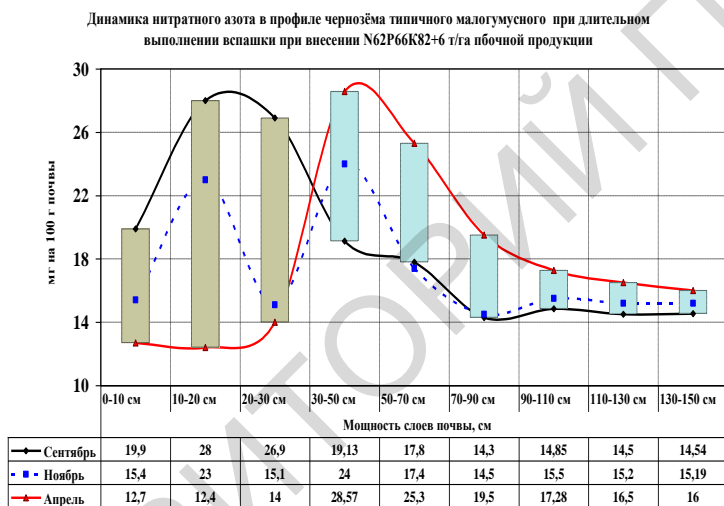 Динамика нитратного азота в профиле чернозёма типичного малогумусного при длительном
выполнении вспашки при внесении N62P66K82+6 т/га пбочной продукции
30
26
22
18
14
10
мг на 100 г почвы
0-10 см 10-20 см 20-30 см 30-50 см 50-70 см 70-90 см 90-110 см 110-130 см 130-150 см
Мощность слоев почвы, см
Сентябрь 19,9 28 26,9 19,13 17,8 14,3 14,85 14,5 14,54
Ноябрь 15,4 23 15,1 24 17,4 14,5 15,5 15,2 15,19
Апрель 12,7 12,4 14 28,57 25,3 19,5 17,28 16,5 16
ИТОРИЙ П